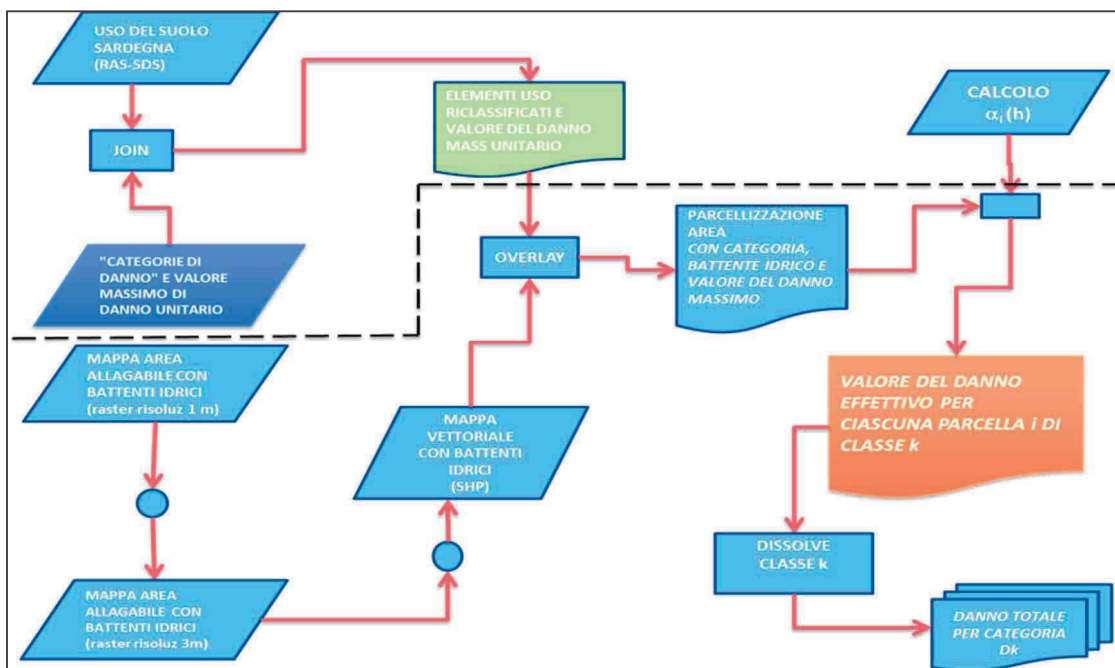 USO DEL SUOLO
SARDEGNA
(RAS-SDS)
JOIN
"CATEGORIE DI
DANNO" E VALORE
MASSIMO DI
DANNO UNITARIO
ELEMENTI USO
RICLASSIFICATI E
VALORE DEL DANNO
MASS UNITARIO
CALCOLO
αi (h)
OVERLAY
PARCELLIZZAZIONE
AREA
CON CATEGORIA,
BATTENTE IDRICO E
VALORE DEL DANNO
MASSIMO
MAPPA AREA
ALLAGABILE CON
BATTENTI IDRICI
(raster risoluz 1 m)
MAPPA
VETTORIALE
CON BATTENTI
IDRICI
(SHP)
VALORE DEL DANNO
EFFETTIVO PER
CIASCUNA PARCELLA i DI
CLASSE k
DISSOLVE
CLASSE k
MAPPA AREA
ALLAGABILE CON
BATTENTI IDRICI
(raster risoluz 3m)
DANNO TOTALE
PER CATEGORIA
Dk